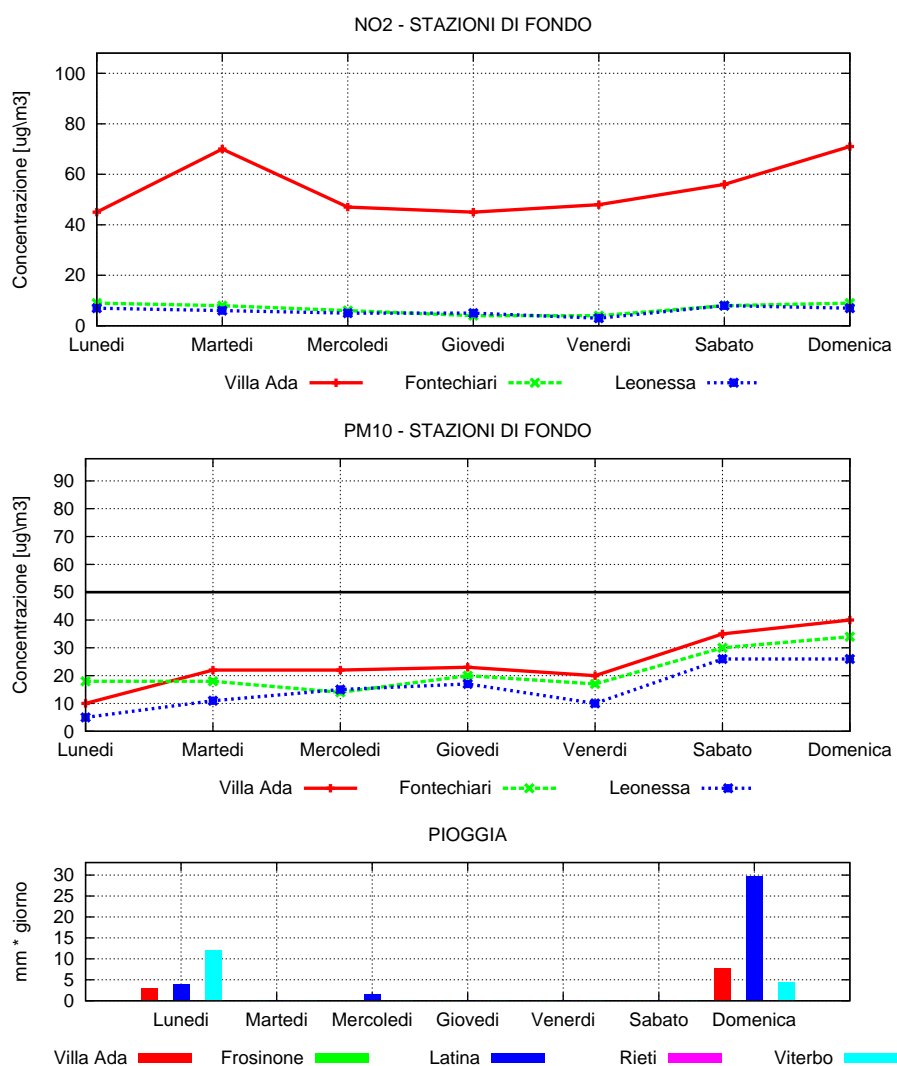 NO2 - STAZIONI DI FONDO
Concentrazione [ug\m3]
100
80
60
40
20
0
Lunedi Martedi Mercoledi Giovedi Venerdi Sabato Domenica
Villa Ada Fontechiari Leonessa
PM10 - STAZIONI DI FONDO
Concentrazione [ug\m3]
90
80
70
60
50
40
30
20
10
0
Lunedi Martedi Mercoledi Giovedi Venerdi Sabato Domenica
Villa Ada Fontechiari Leonessa
PIOGGIA
mm * giorno
30
25
20
15
10
5
0
Lunedi Martedi Mercoledi Giovedi Venerdi Sabato Domenica
Villa Ada Frosinone Latina Rieti Viterbo